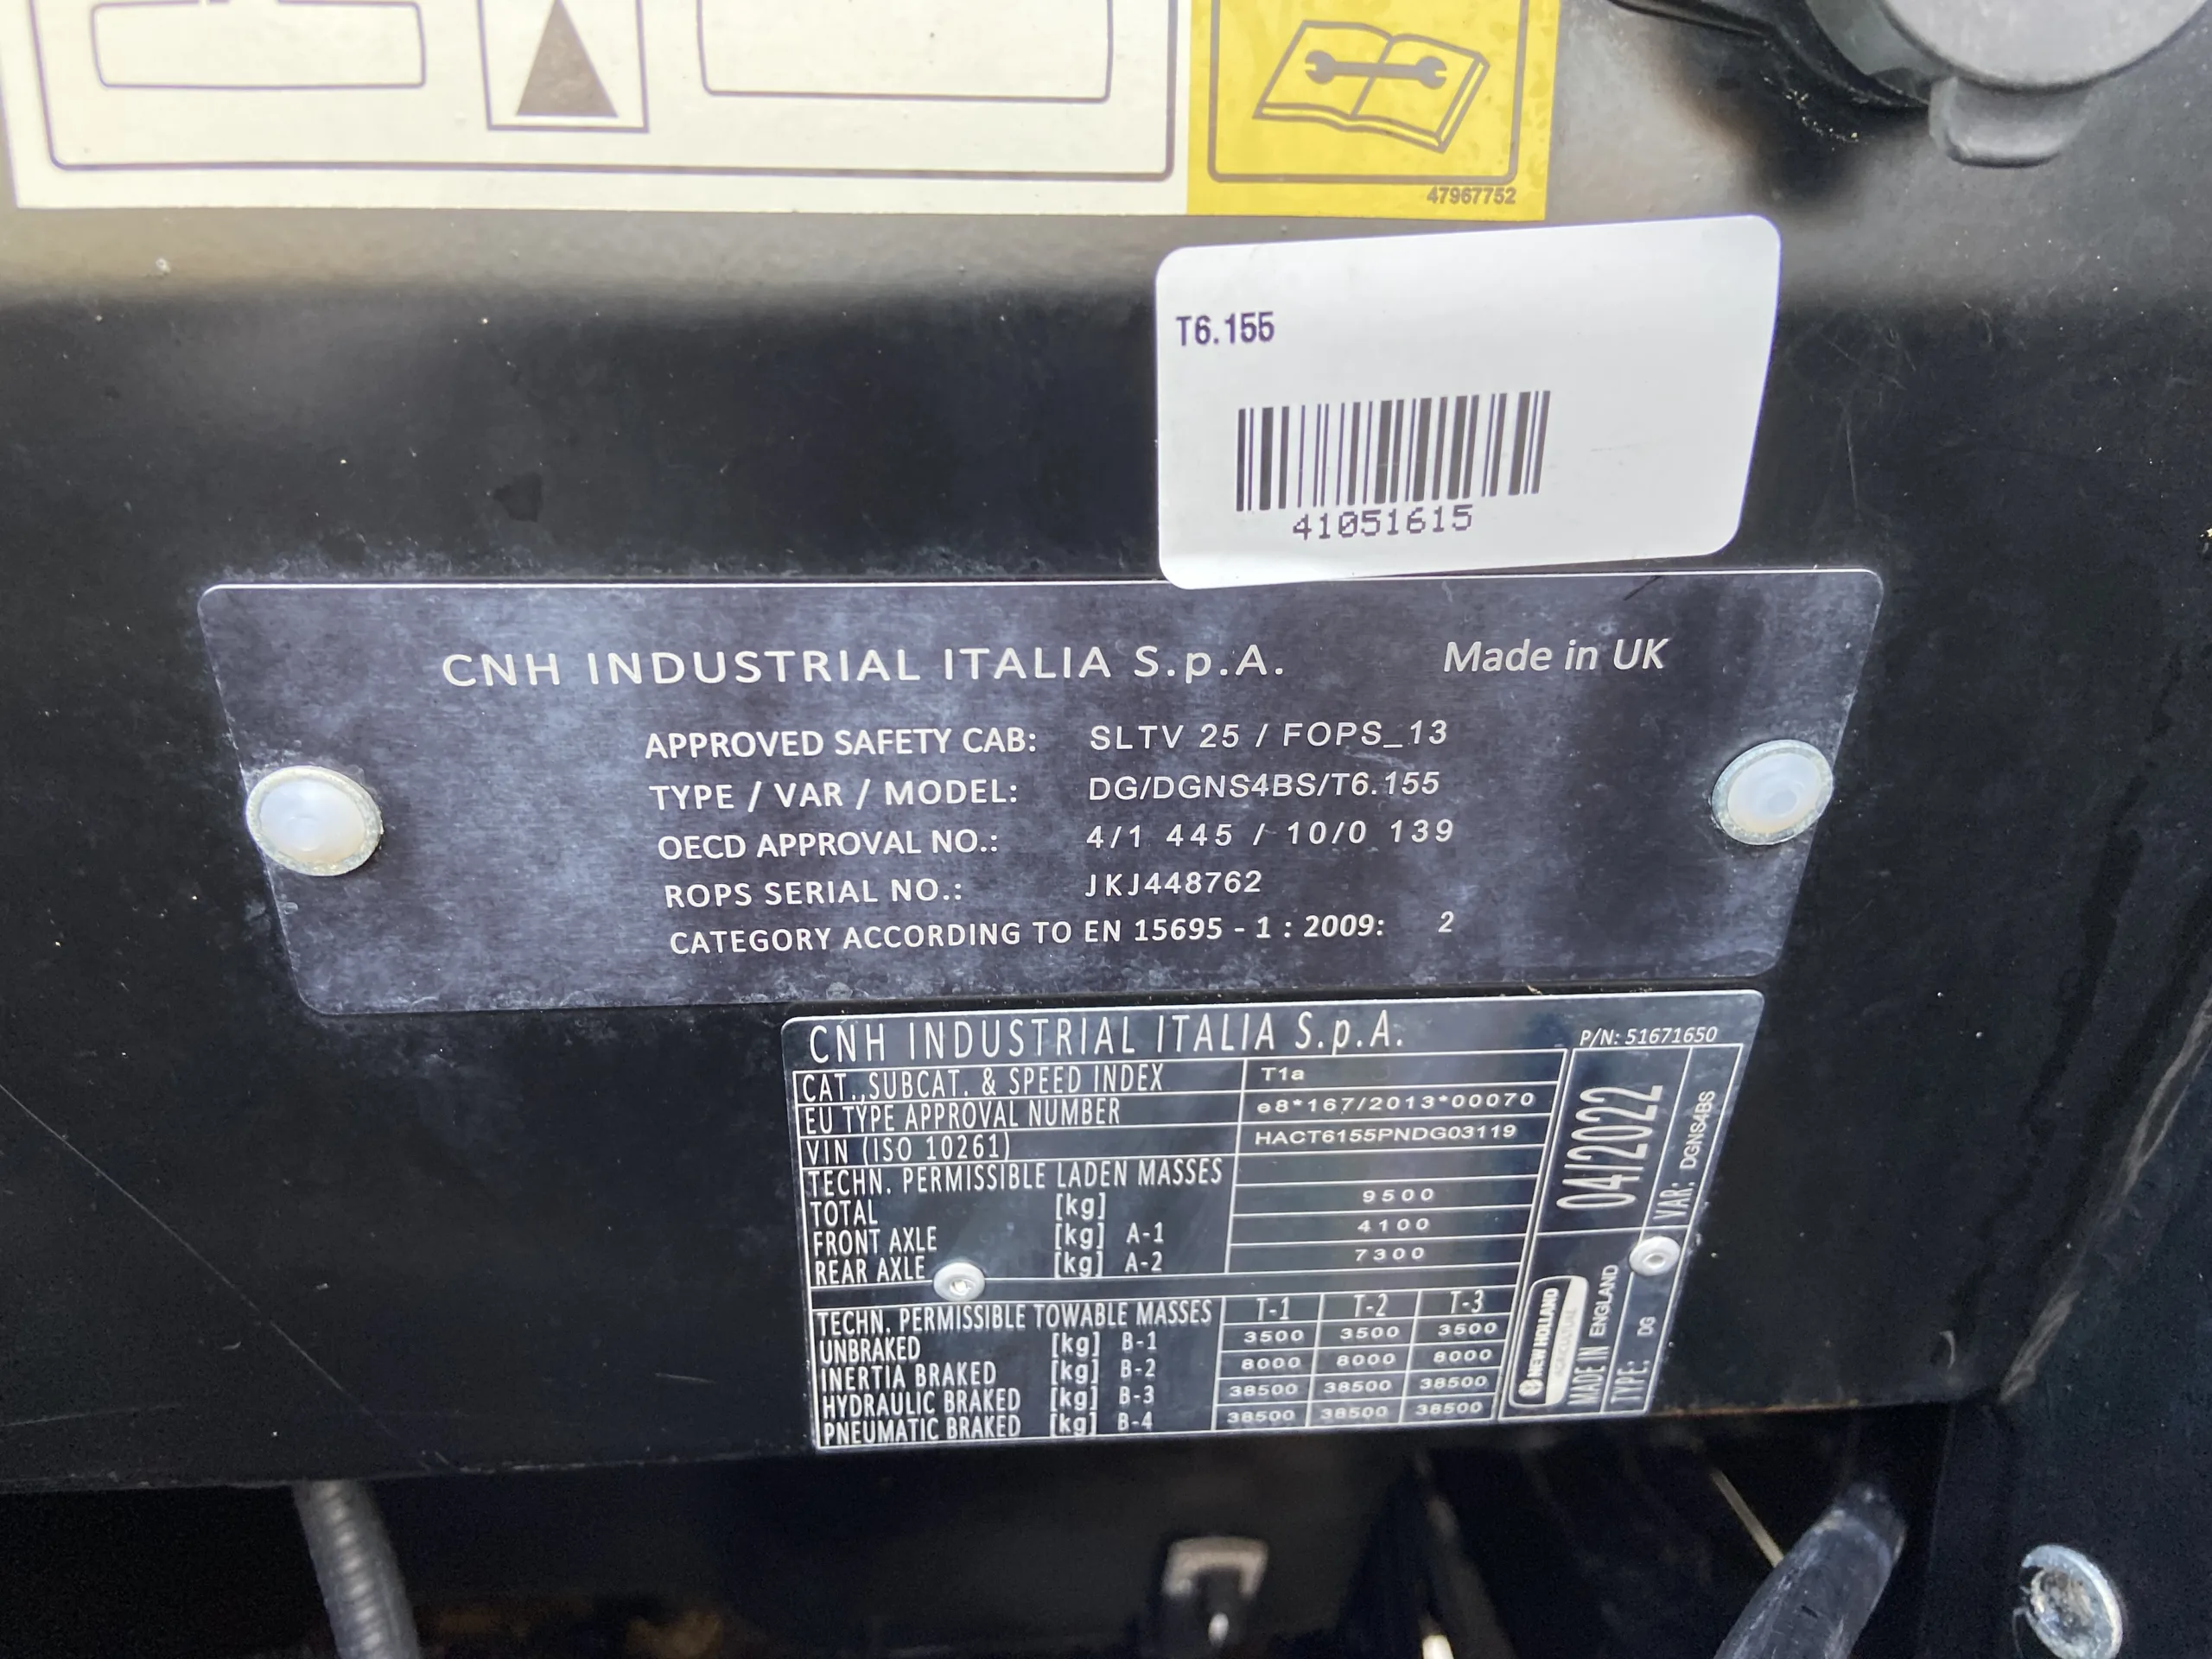 47967752
T6.155
41051615
CNH INDUSTRIAL ITALIA S.p.A. Made in UK
APPROVED SAFETY CAB: SLTV 25 / FOPS_13
TYPE / VAR / MODEL: DG/DGNS4BS/T6.155
OECD APPROVAL NO.: 4/1 445 / 10/0 139
ROPS SERIAL NO.: JKJ448762
CATEGORY ACCORDING TO EN 15695 - 1 : 2009: 2
CNH INDUSTRIAL ITALIA S.p.A. P/N: 51671650
CAT.,SUBCAT. & SPEED INDEX T1a
EU TYPE APPROVAL NUMBER e8*167/2013*00070
VIN (ISO 10261) HACT6155PNDG03119
TECHN. PERMISSIBLE LADEN MASSES
TOTAL [kg] 9500
FRONT AXLE [kg] A-1 4100
REAR AXLE [kg] A-2 7300
TECHN. PERMISSIBLE TOWABLE MASSES T-1 T-2 T-3
UNBRAKED [kg] B-1 3500 3500 3500
INERTIA BRAKED [kg] B-2 8000 8000 8000
HYDRAULIC BRAKED [kg] B-3 38500 38500 38500
PNEUMATIC BRAKED [kg] B-4 38500 38500 38500
04/2022
NEW HOLLAND
AGRICULTURE
MADE IN ENGLAND
TYPE: DG VAR: DGNS4BS